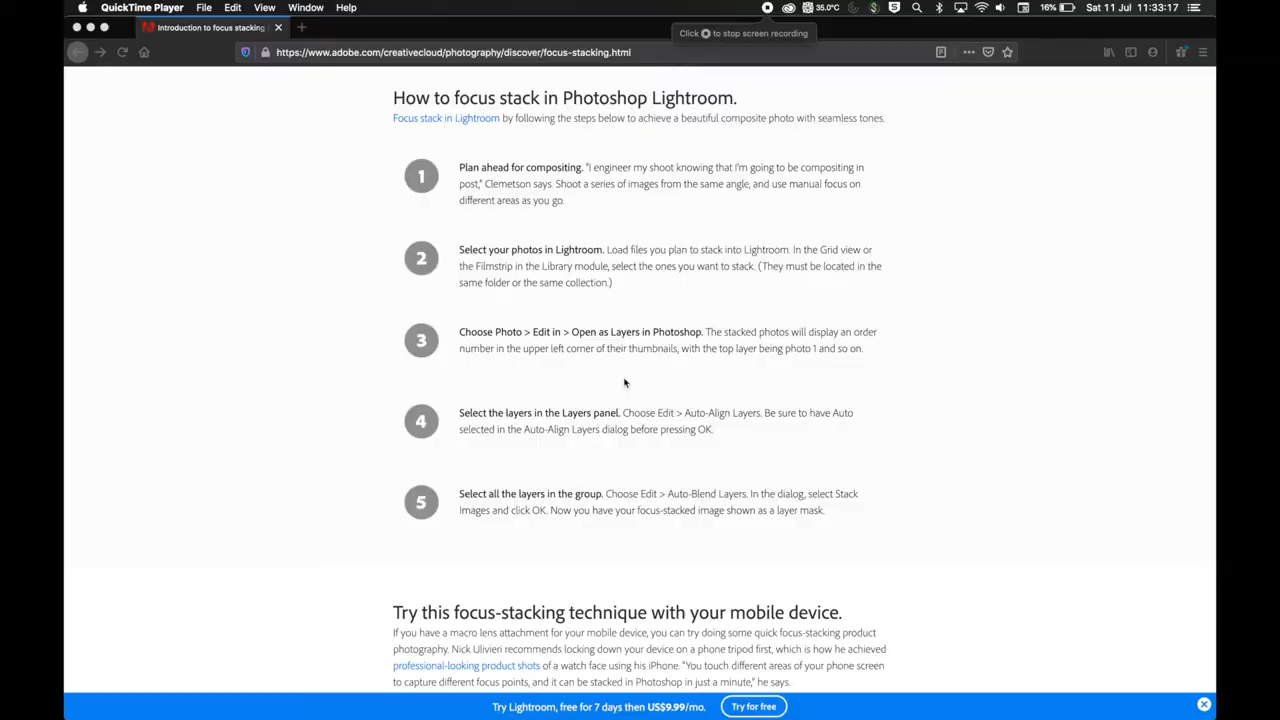 QuickTime Player File Edit View Window Help 35.0°C 16% Sat 11 Jul 11:33:17
Introduction to focus stacking
Click to stop screen recording
https://www.adobe.com/creativecloud/photography/discover/focus-stacking.html
How to focus stack in Photoshop Lightroom.
Focus stack in Lightroom by following the steps below to achieve a beautiful composite photo with seamless tones.
1 Plan ahead for compositing. "I engineer my shoot knowing that I'm going to be compositing in
post," Clemetson says. Shoot a series of images from the same angle, and use manual focus on
different areas as you go.
2 Select your photos in Lightroom. Load files you plan to stack into Lightroom. In the Grid view or
the Filmstrip in the Library module, select the ones you want to stack. (They must be located in the
same folder or the same collection.)
3 Choose Photo > Edit in > Open as Layers in Photoshop. The stacked photos will display an order
number in the upper left corner of their thumbnails, with the top layer being photo 1 and so on.
4 Select the layers in the Layers panel. Choose Edit > Auto-Align Layers. Be sure to have Auto
selected in the Auto-Align Layers dialog before pressing OK.
5 Select all the layers in the group. Choose Edit > Auto-Blend Layers. In the dialog, select Stack
Images and click OK. Now you have your focus-stacked image shown as a layer mask.
Try this focus-stacking technique with your mobile device.
If you have a macro lens attachment for your mobile device, you can try doing some quick focus-stacking product
photography. Nick Ulivieri recommends locking down your device on a phone tripod first, which is how he achieved
professional-looking product shots of a watch face using his iPhone. "You touch different areas of your phone screen
to capture different focus points, and it can be stacked in Photoshop in just a minute," he says.
Try Lightroom, free for 7 days then US$9.99/mo. Try for free